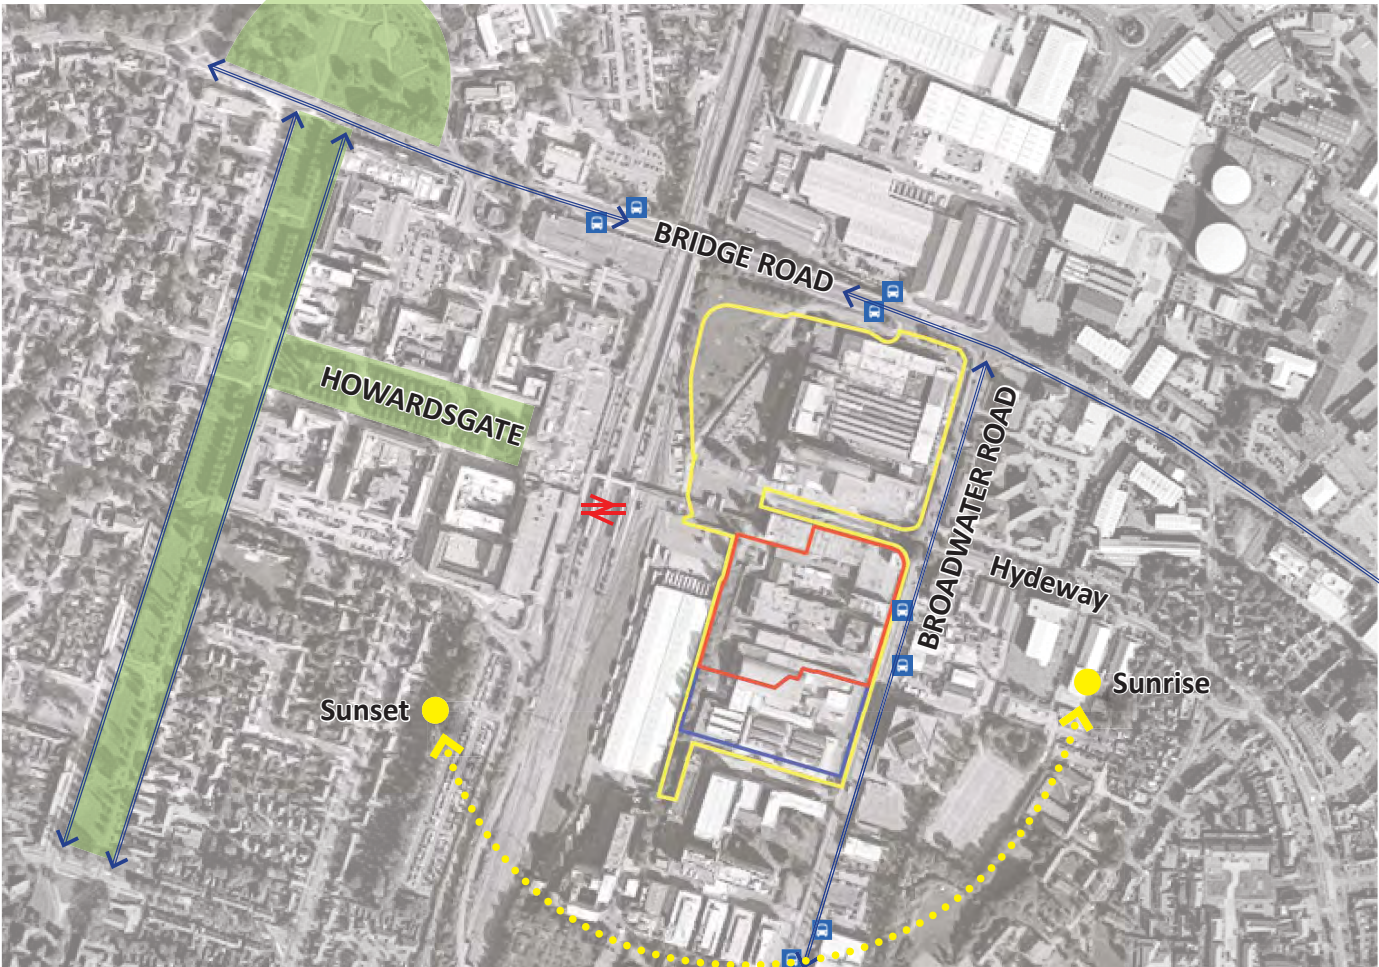 BRIDGE ROAD
HOWARDSGATE
BROADWATER ROAD
Hydeway
Sunset
Sunrise